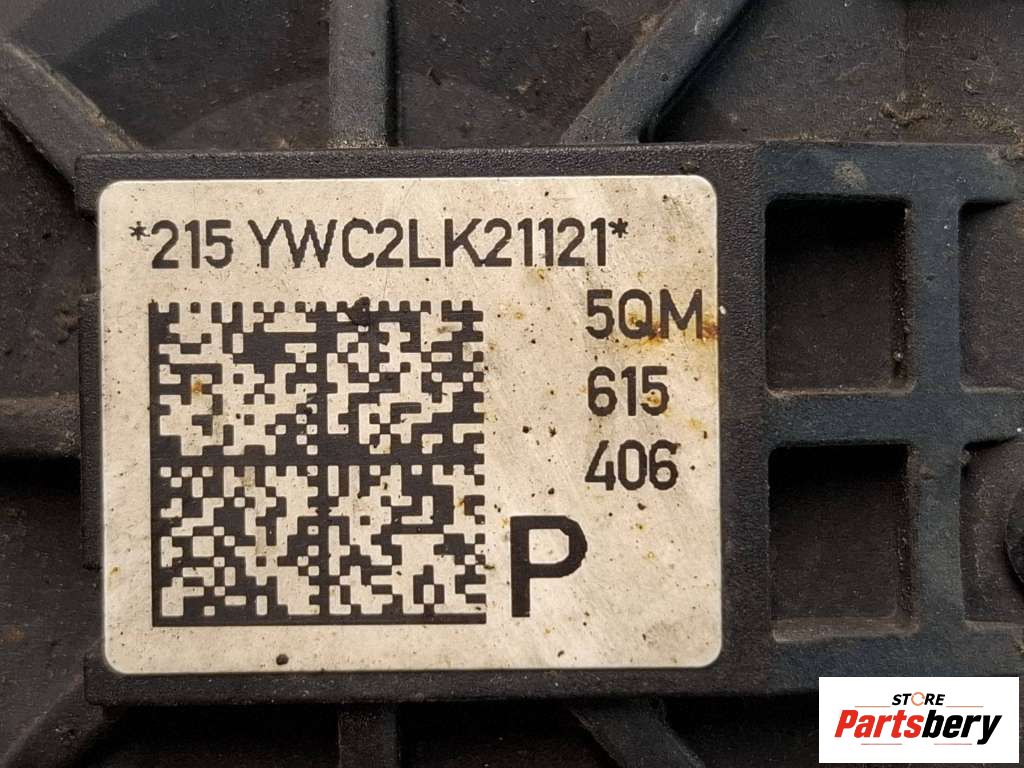 *215 YWC2LK21121*
5QM
615
406
P
STORE
Partsbery